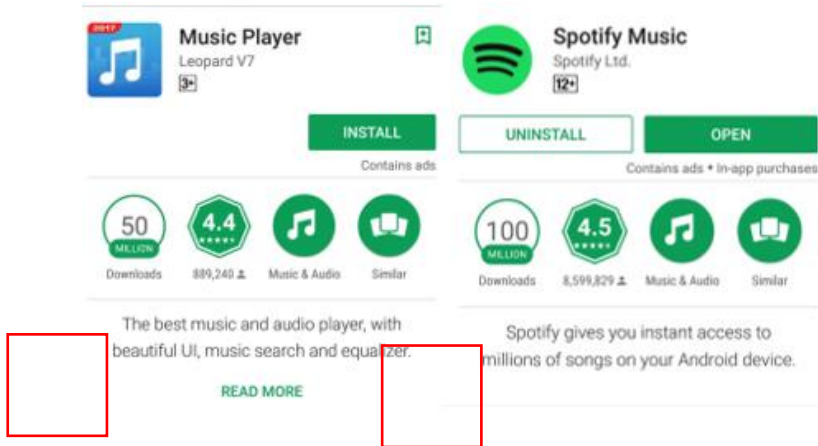 2017
Music Player
Leopard V7
3+
INSTALL
Contains ads
50
MILLION
4.4
Downloads
889,240
Music & Audio
Similar
The best music and audio player, with
beautiful UI, music search and equalizer.
READ MORE
Spotify Music
Spotify Ltd.
12+
UNINSTALL
OPEN
Contains ads • In-app purchases
100
MILLION
4.5
Downloads
8,599,829
Music & Audio
Similar
Spotify gives you instant access to
millions of songs on your Android device.